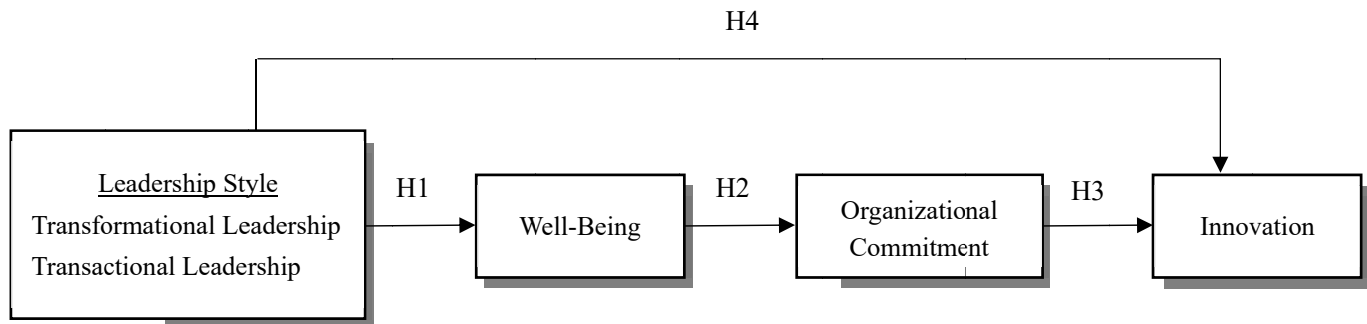 H4
Leadership Style
Transformational Leadership
Transactional Leadership
H1
Well-Being
H2
Organizational
Commitment
H3
Innovation